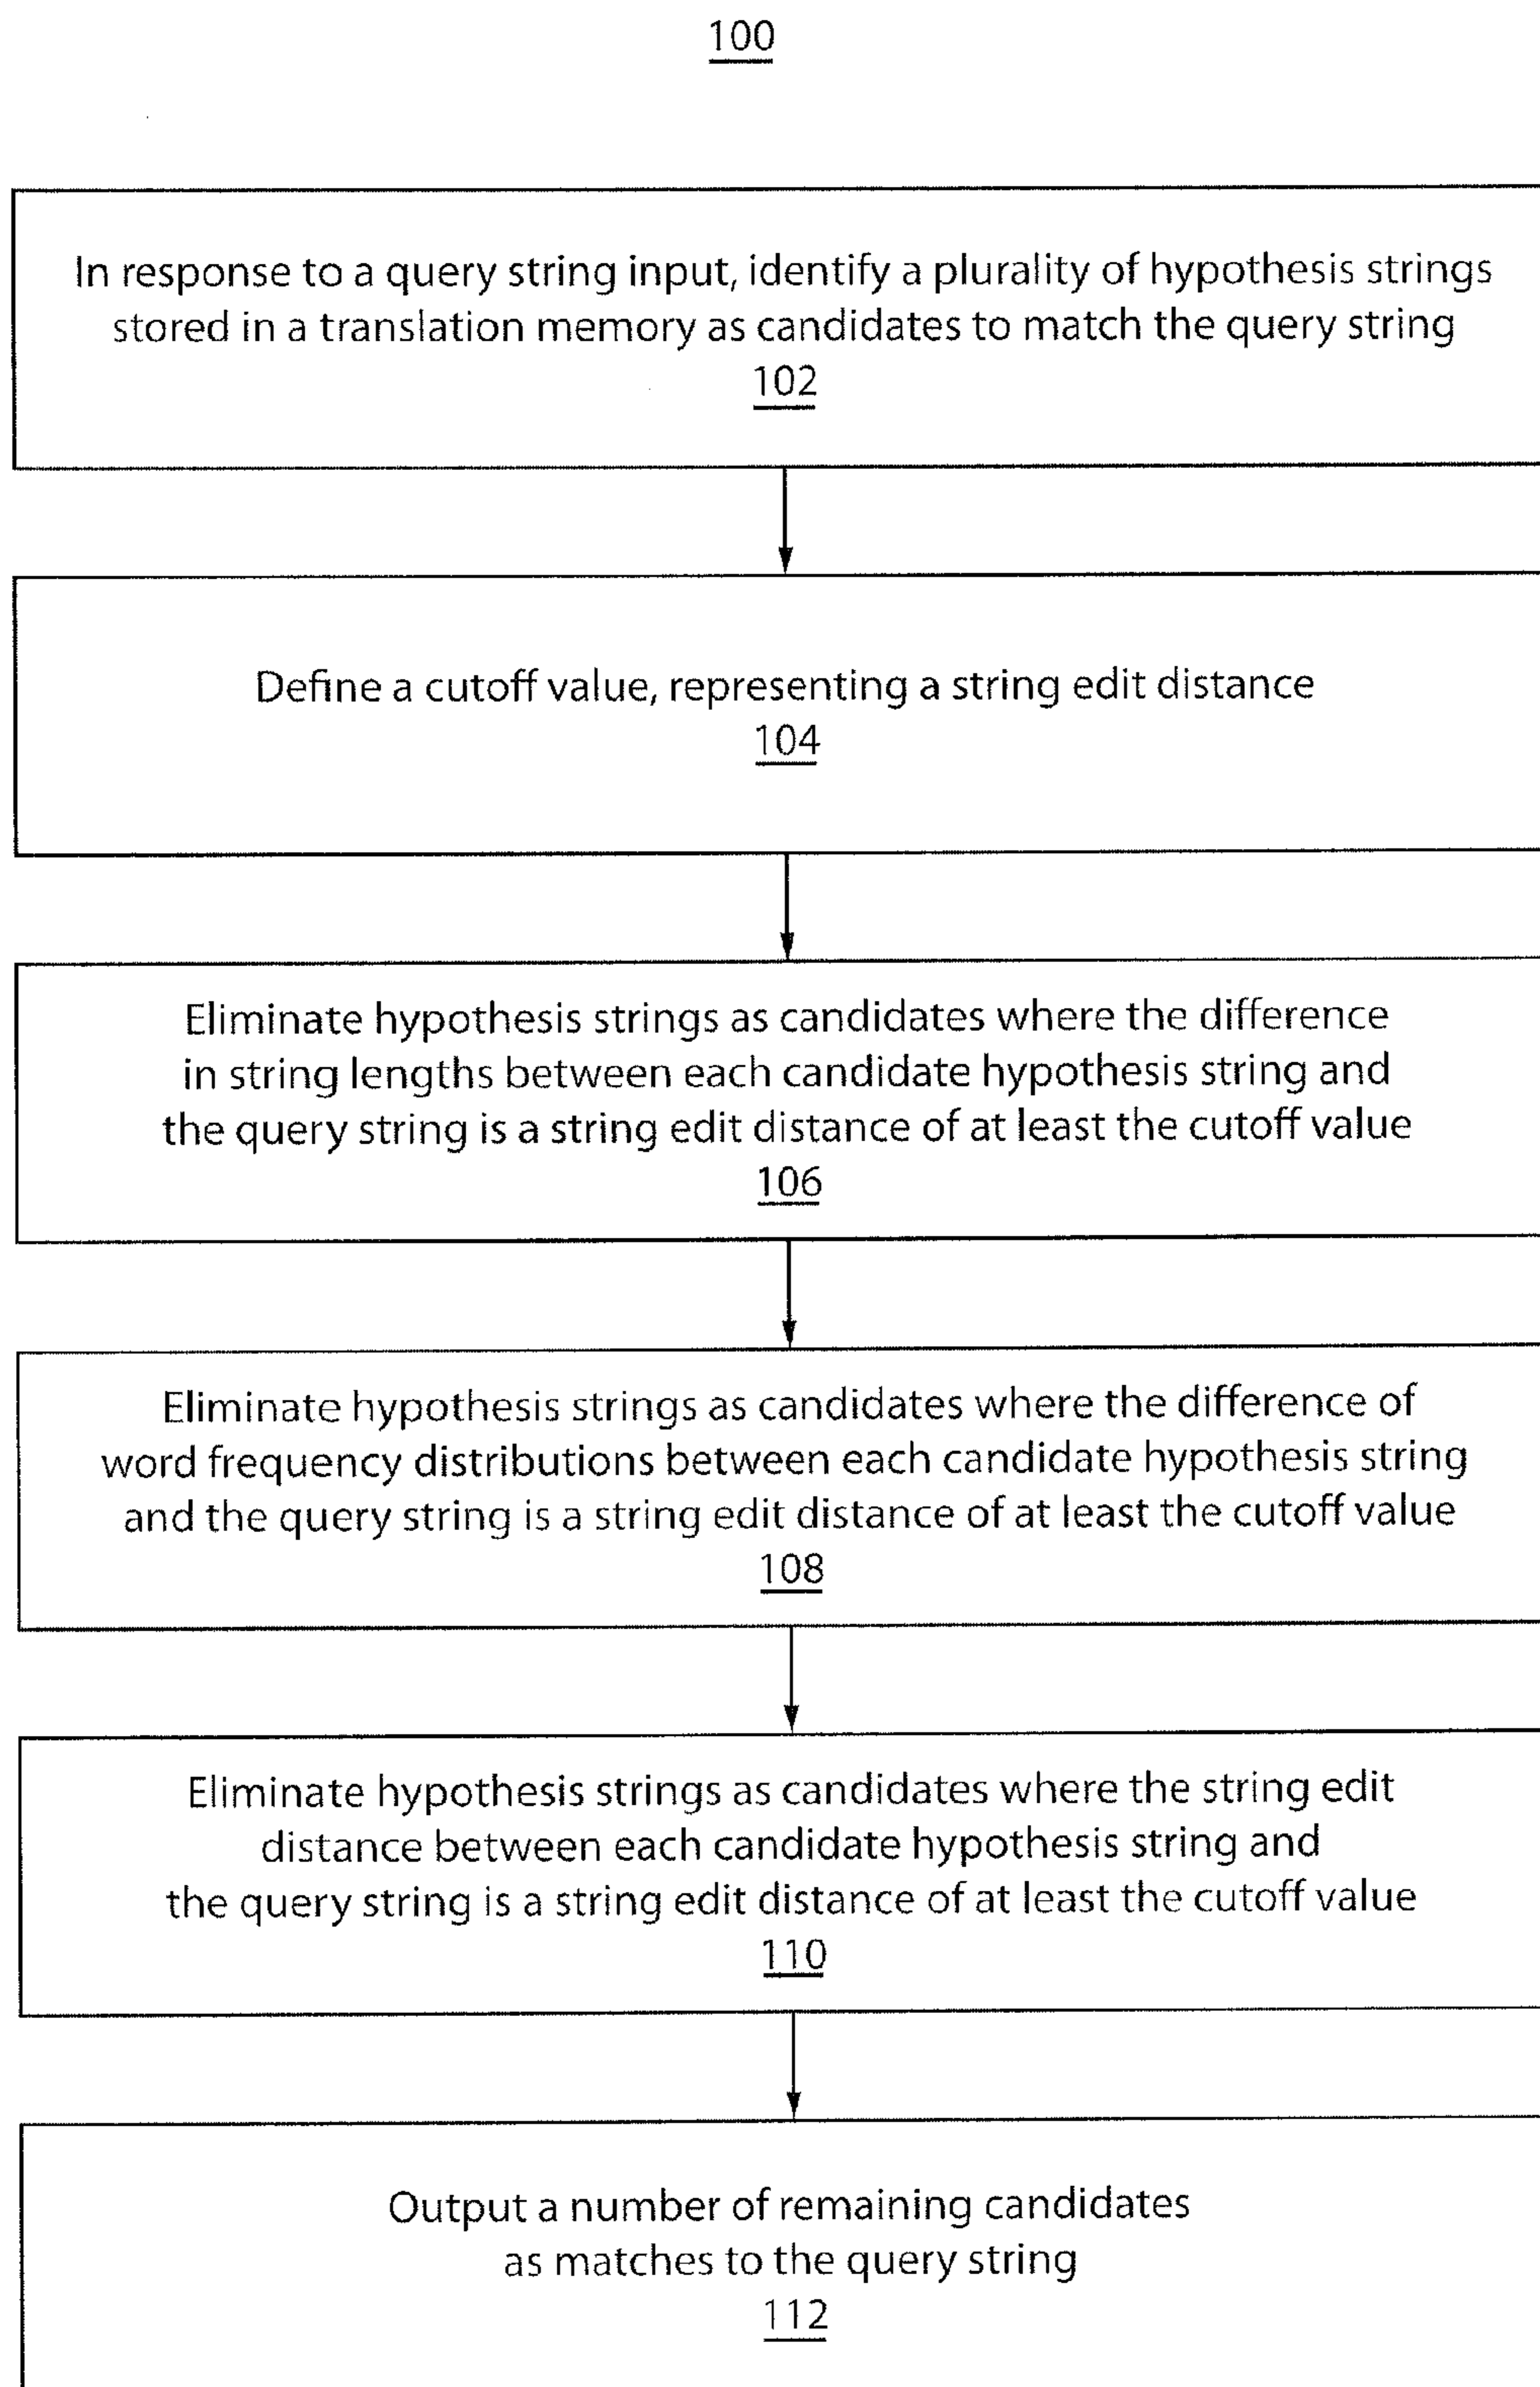 100
In response to a query string input, identify a plurality of hypothesis strings
stored in a translation memory as candidates to match the query string
102
Define a cutoff value, representing a string edit distance
104
Eliminate hypothesis strings as candidates where the difference
in string lengths between each candidate hypothesis string and
the query string is a string edit distance of at least the cutoff value
106
Eliminate hypothesis strings as candidates where the difference of
word frequency distributions between each candidate hypothesis string
and the query string is a string edit distance of at least the cutoff value
108
Eliminate hypothesis strings as candidates where the string edit
distance between each candidate hypothesis string and
the query string is a string edit distance of at least the cutoff value
110
Output a number of remaining candidates
as matches to the query string
112